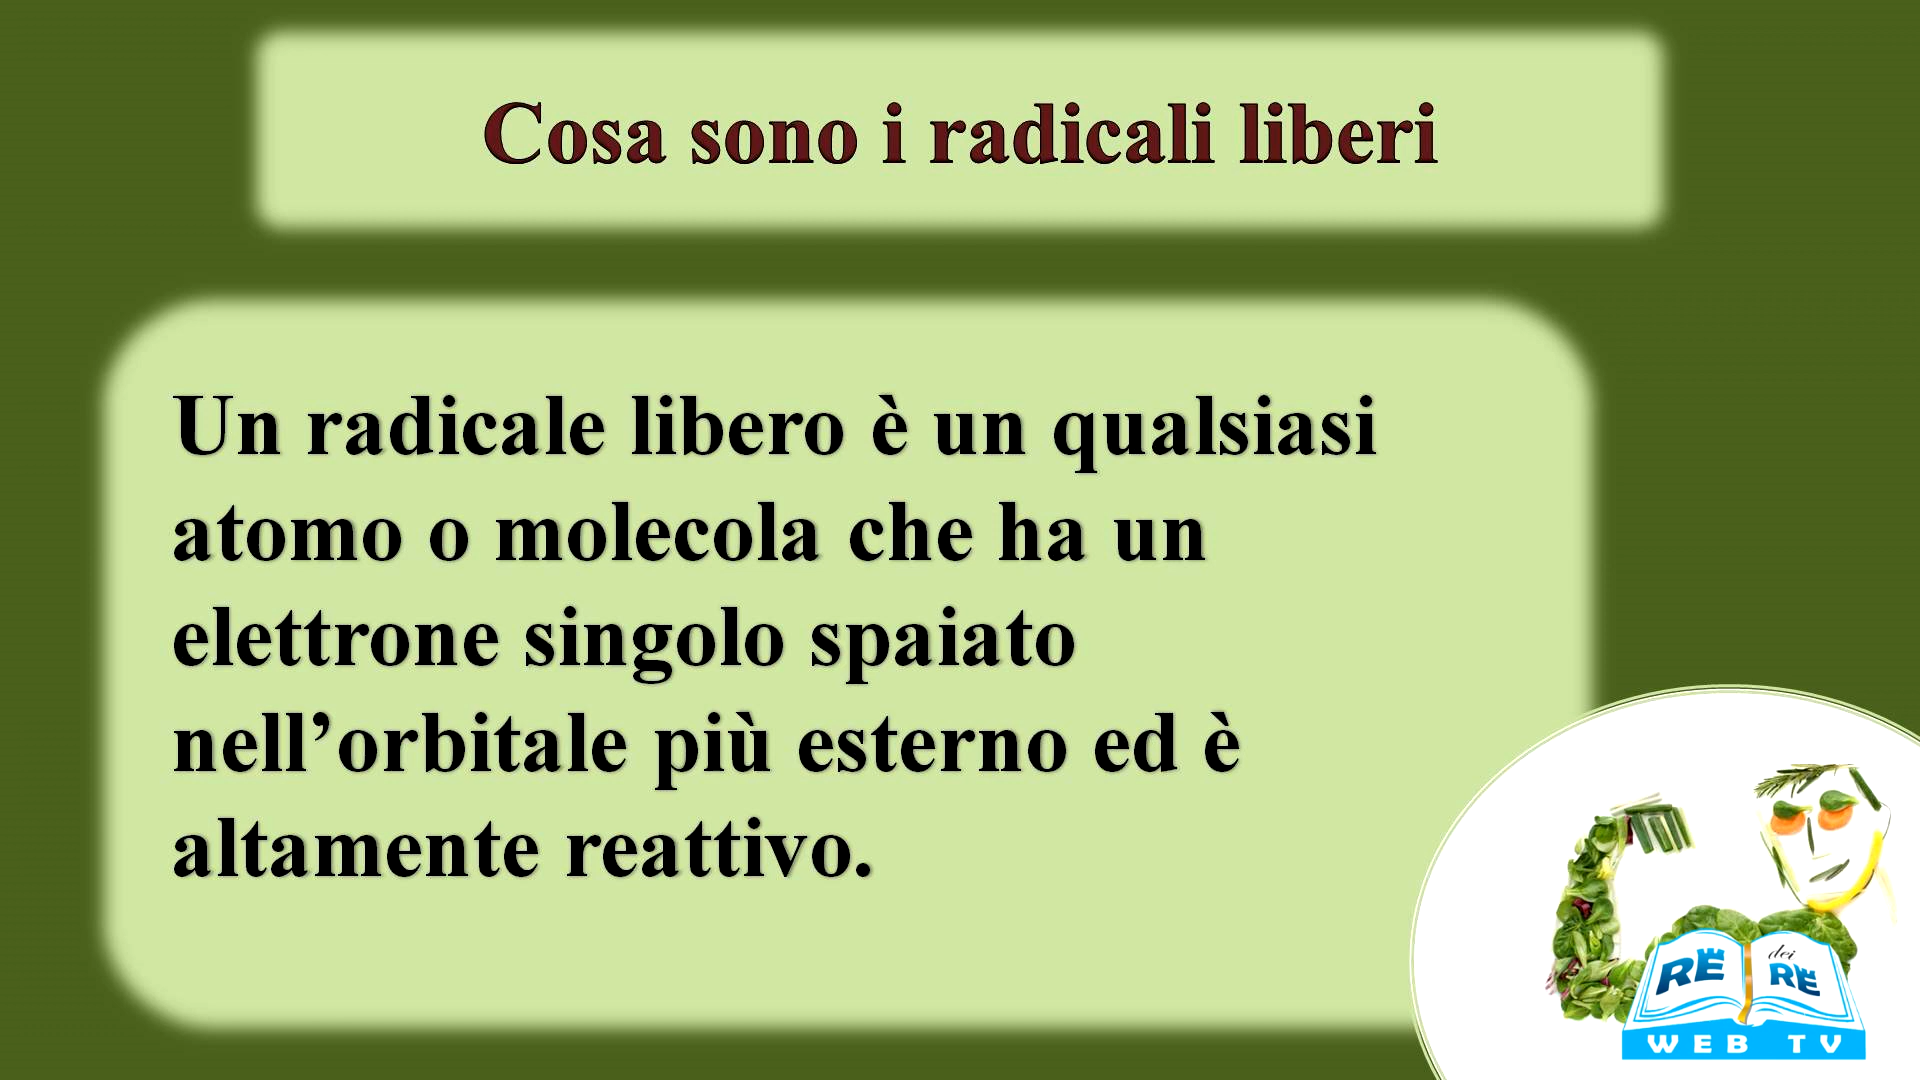 Cosa sono i radicali liberi
Un radicale libero è un qualsiasi
atomo o molecola che ha un
elettrone singolo spaiato
nell’orbitale più esterno ed è
altamente reattivo.
RE dei RE
WEB TV